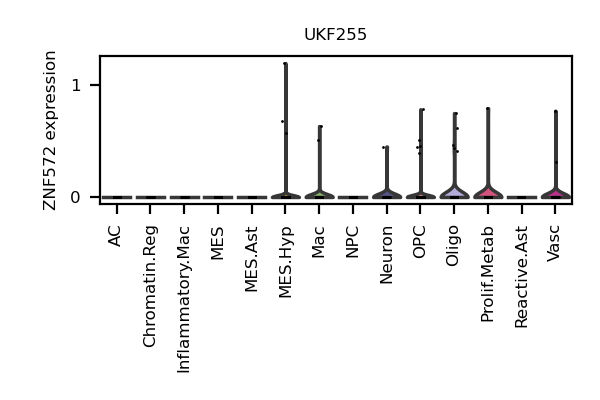 UKF255
ZNF572 expression
1
0
AC
Chromatin.Reg
Inflammatory.Mac
MES
MES.Ast
MES.Hyp
Mac
NPC
Neuron
OPC
Oligo
Prolif.Metab
Reactive.Ast
Vasc